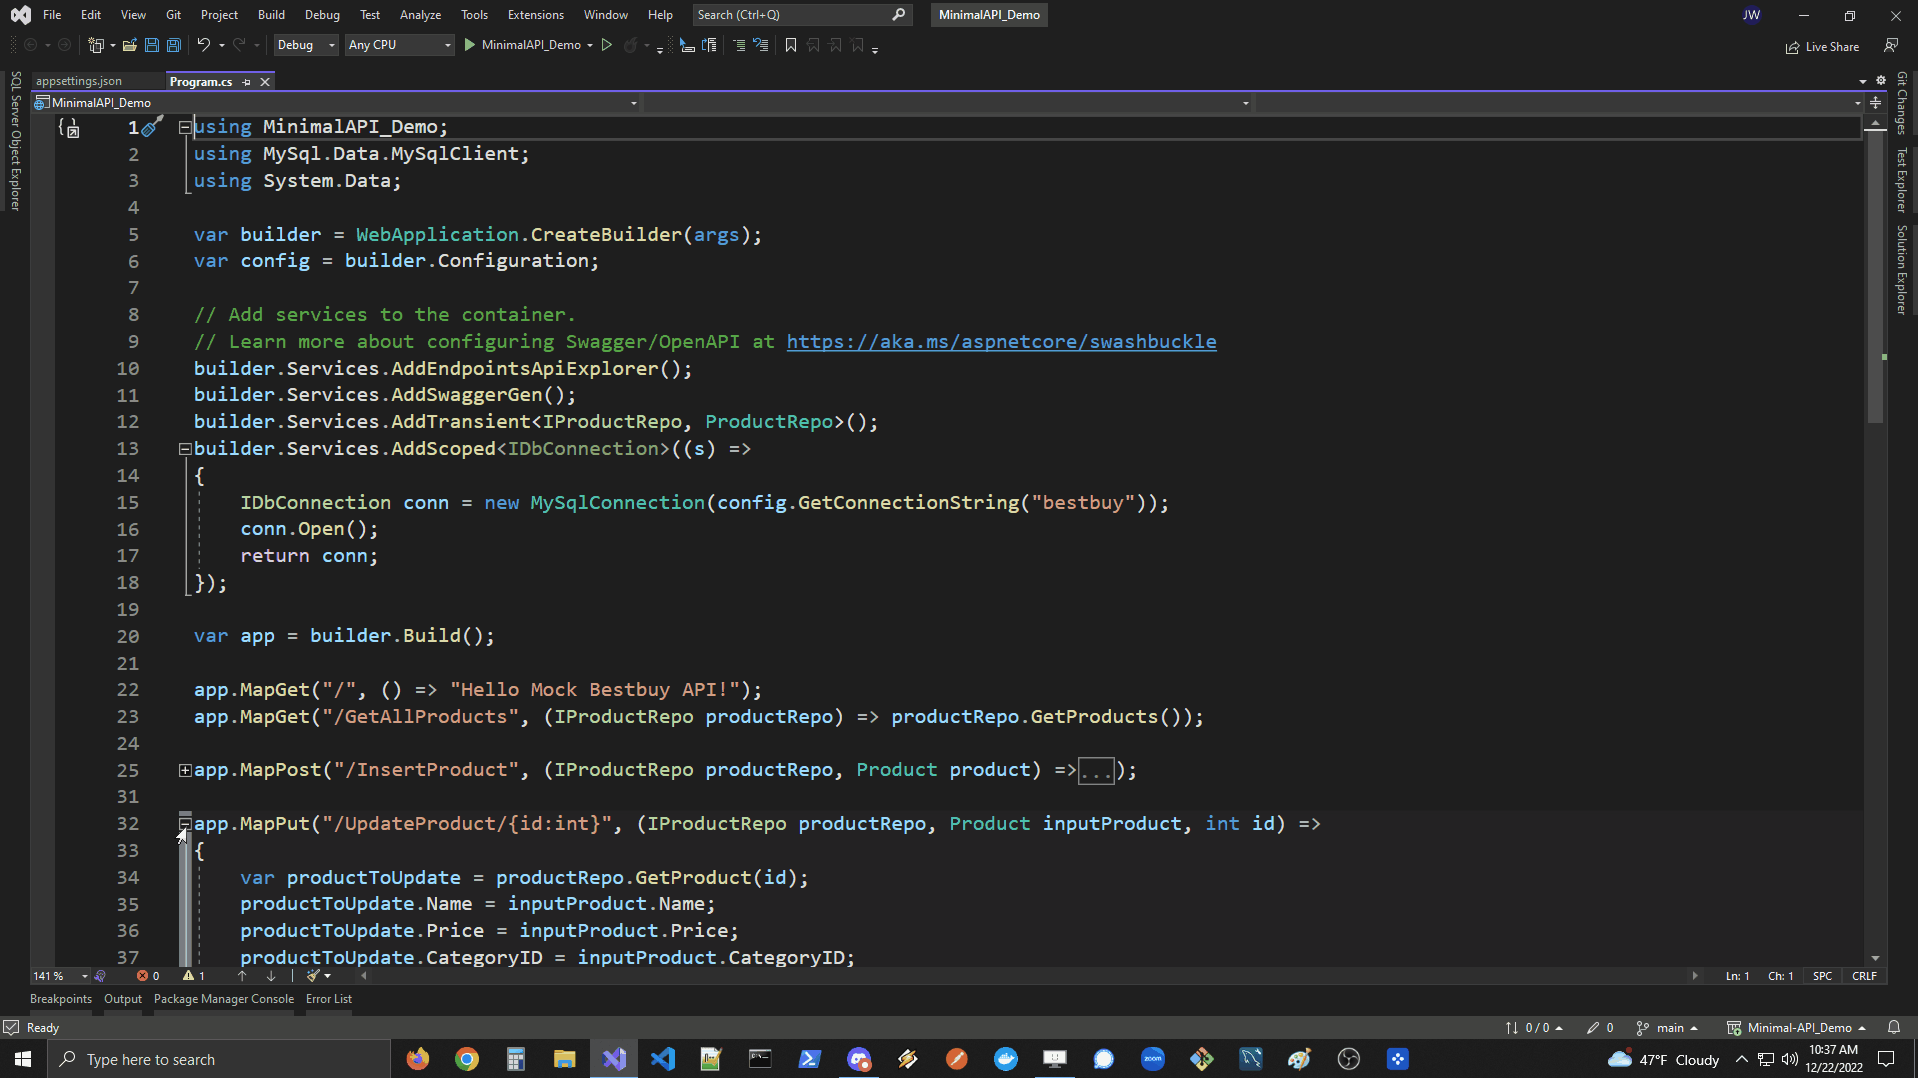 File Edit View Git Project Build Debug Test Analyze Tools Extensions Window Help Search (Ctrl+Q) MinimalAPI_Demo JW
Debug Any CPU MinimalAPI_Demo Live Share
appsettings.json Program.cs
MinimalAPI_Demo
SQL Server Object Explorer
Git Changes
Test Explorer
Solution Explorer
1 using MinimalAPI_Demo;
2 using MySql.Data.MySqlClient;
3 using System.Data;
4
5 var builder = WebApplication.CreateBuilder(args);
6 var config = builder.Configuration;
7
8 // Add services to the container.
9 // Learn more about configuring Swagger/OpenAPI at https://aka.ms/aspnetcore/swashbuckle
10 builder.Services.AddEndpointsApiExplorer();
11 builder.Services.AddSwaggerGen();
12 builder.Services.AddTransient<IProductRepo, ProductRepo>();
13 builder.Services.AddScoped<IDbConnection>((s) =>
14 {
15 IDbConnection conn = new MySqlConnection(config.GetConnectionString("bestbuy"));
16 conn.Open();
17 return conn;
18 });
19
20 var app = builder.Build();
21
22 app.MapGet("/", () => "Hello Mock Bestbuy API!");
23 app.MapGet("/GetAllProducts", (IProductRepo productRepo) => productRepo.GetProducts());
24
25 app.MapPost("/InsertProduct", (IProductRepo productRepo, Product product) =>...);
31
32 app.MapPut("/UpdateProduct/{id:int}", (IProductRepo productRepo, Product inputProduct, int id) =>
33 {
34 var productToUpdate = productRepo.GetProduct(id);
35 productToUpdate.Name = inputProduct.Name;
36 productToUpdate.Price = inputProduct.Price;
37 productToUpdate.CategoryID = inputProduct.CategoryID;
141 % 0 1 Ln: 1 Ch: 1 SPC CRLF
Breakpoints Output Package Manager Console Error List
Ready 0 / 0 0 main Minimal-API_Demo
Type here to search zoom 47°F Cloudy 10:37 AM
12/22/2022